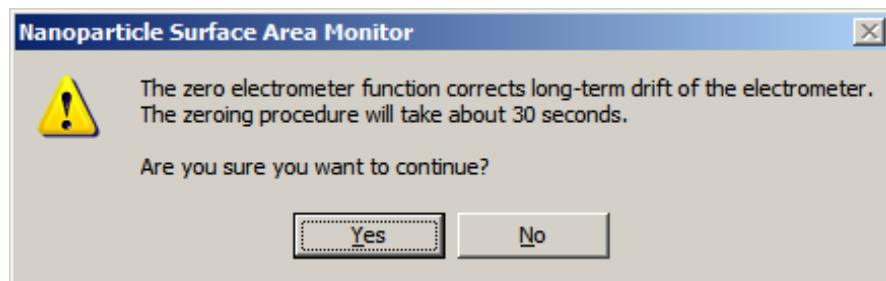 Nanoparticle Surface Area Monitor
The zero electrometer function corrects long-term drift of the electrometer.
The zeroing procedure will take about 30 seconds.
Are you sure you want to continue?
Yes No